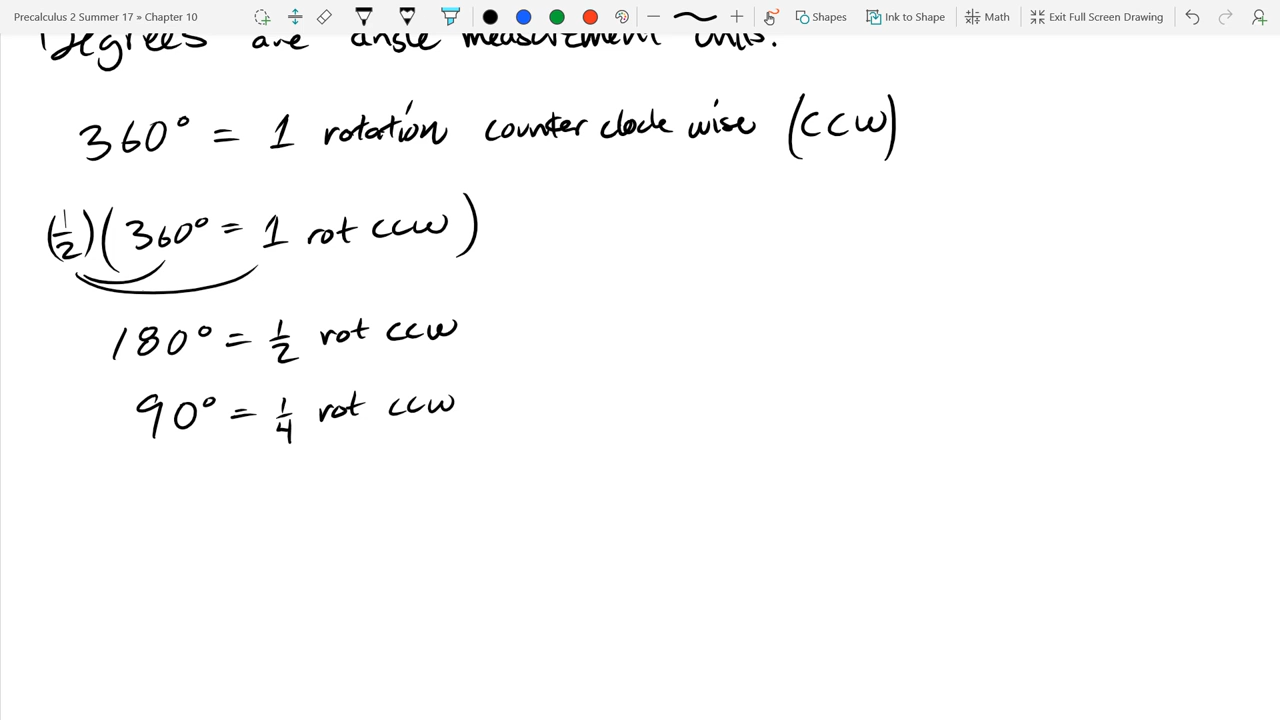 Precalculus 2 Summer 17 » Chapter 10 Shapes Ink to Shape Math Exit Full Screen Drawing
Degrees are angle measurement units.
360° = 1 rotation counter clock wise (CCW)
(1/2)(360° = 1 rot ccw)
180° = 1/2 rot ccw
90° = 1/4 rot ccw